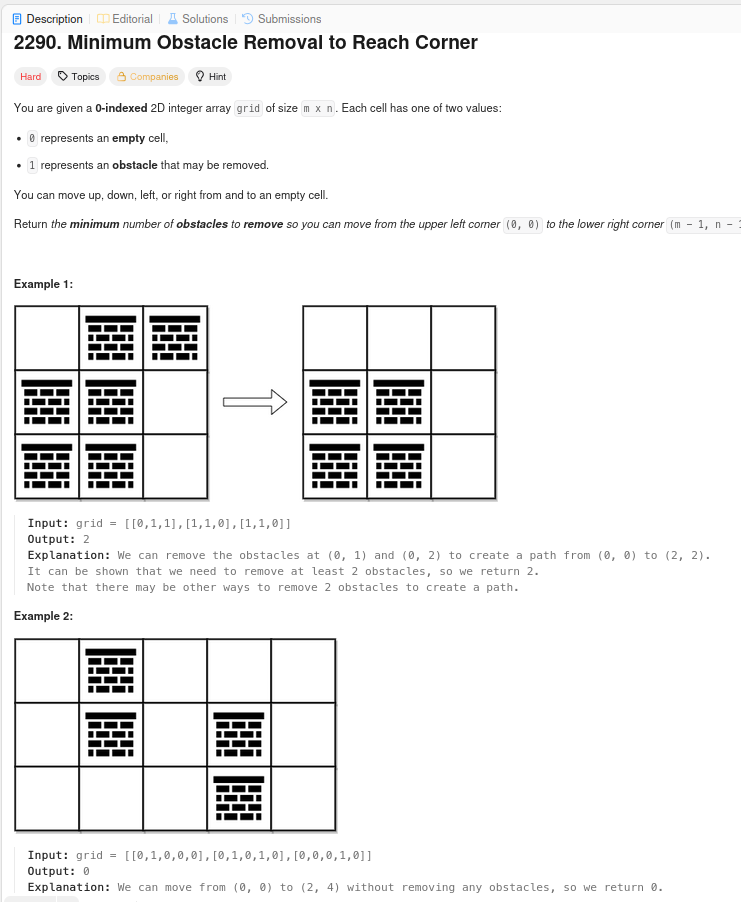 Description Editorial Solutions Submissions
2290. Minimum Obstacle Removal to Reach Corner
Hard Topics Companies Hint
You are given a 0-indexed 2D integer array grid of size m x n. Each cell has one of two values:
• 0 represents an empty cell,
• 1 represents an obstacle that may be removed.
You can move up, down, left, or right from and to an empty cell.
Return the minimum number of obstacles to remove so you can move from the upper left corner (0, 0) to the lower right corner (m - 1, n -
Example 1:
Input: grid = [[0,1,1],[1,1,0],[1,1,0]]
Output: 2
Explanation: We can remove the obstacles at (0, 1) and (0, 2) to create a path from (0, 0) to (2, 2).
It can be shown that we need to remove at least 2 obstacles, so we return 2.
Note that there may be other ways to remove 2 obstacles to create a path.
Example 2:
Input: grid = [[0,1,0,0,0],[0,1,0,1,0],[0,0,0,1,0]]
Output: 0
Explanation: We can move from (0, 0) to (2, 4) without removing any obstacles, so we return 0.